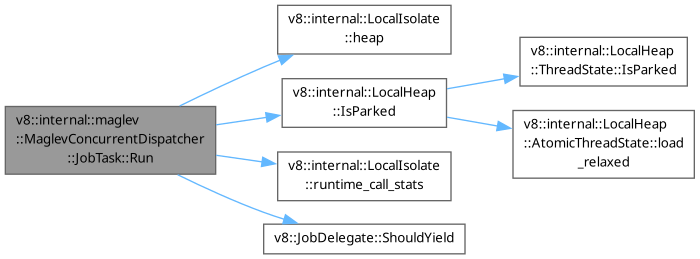 v8::internal::maglev
::MaglevConcurrentDispatcher
::JobTask::Run
v8::internal::LocalIsolate
::heap
v8::internal::LocalHeap
::IsParked
v8::internal::LocalHeap
::ThreadState::IsParked
v8::internal::LocalHeap
::AtomicThreadState::load
_relaxed
v8::internal::LocalIsolate
::runtime_call_stats
v8::JobDelegate::ShouldYield